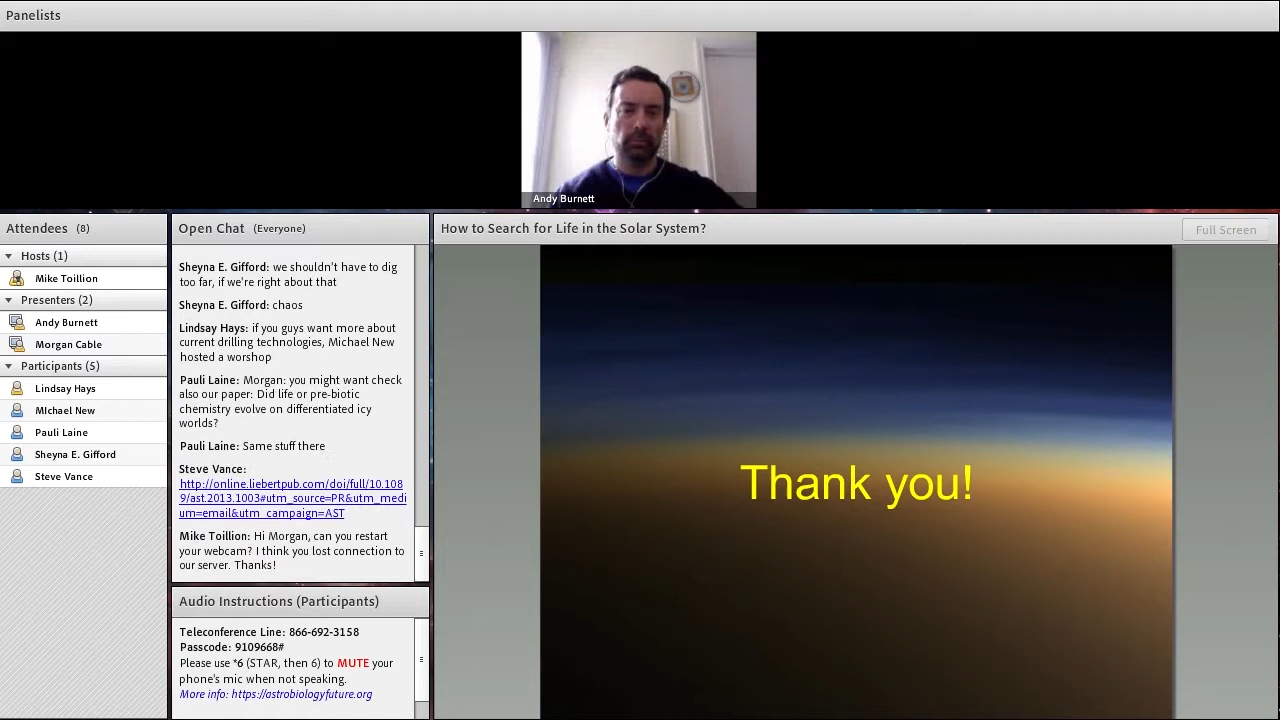 Panelists
Andy Burnett
Attendees (8)
Hosts (1)
Mike Toillion
Presenters (2)
Andy Burnett
Morgan Cable
Participants (5)
Lindsay Hays
MIchael New
Pauli Laine
Sheyna E. Gifford
Steve Vance
Open Chat (Everyone)
Sheyna E. Gifford: we shouldn't have to dig
too far, if we're right about that
Sheyna E. Gifford: chaos
Lindsay Hays: if you guys want more about
current drilling technologies, Michael New
hosted a worshop
Pauli Laine: Morgan: you might want check
also our paper: Did life or pre-biotic
chemistry evolve on differentiated icy
worlds?
Pauli Laine: Same stuff there
Steve Vance:
http://online.liebertpub.com/doi/full/10.108
9/ast.2013.1003#utm_source=PR&utm_medi
um=email&utm_campaign=AST
Mike Toillion: Hi Morgan, can you restart
your webcam? I think you lost connection to
our server. Thanks!
Audio Instructions (Participants)
Teleconference Line: 866-692-3158
Passcode: 9109668#
Please use *6 (STAR, then 6) to MUTE your
phone's mic when not speaking.
More info: https://astrobiologyfuture.org
How to Search for Life in the Solar System?
Full Screen
Thank you!